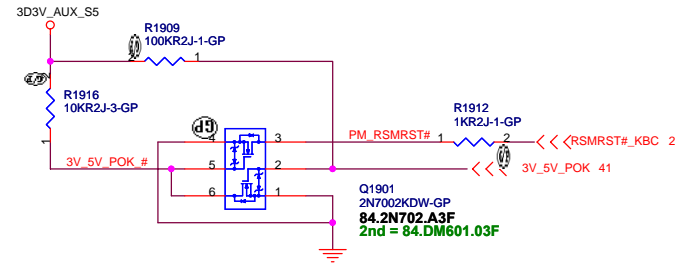 3D3V_AUX_S5
R1909
100KR2J-1-GP
2
1
GP
2
R1916
10KR2J-3-GP
1
GP
4
3
PM_RSMRST#
R1912
1KR2J-1-GP
1
2
RSMRST#_KBC 2
3V_5V_POK_#
5
2
3V_5V_POK 41
6
1
Q1901
2N7002KDW-GP
84.2N702.A3F
2nd = 84.DM601.03F